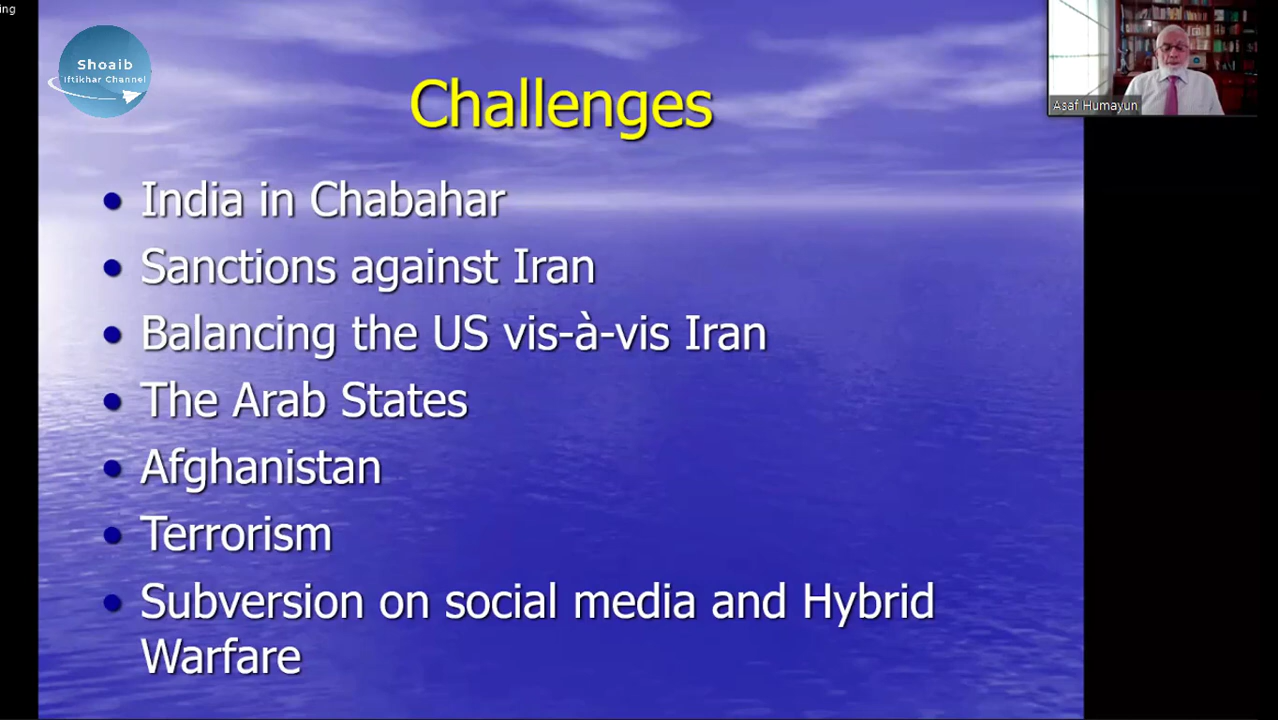 ing
Shoaib
Iftikhar Channel
Asaf Humayun
Challenges
• India in Chabahar
• Sanctions against Iran
• Balancing the US vis-à-vis Iran
• The Arab States
• Afghanistan
• Terrorism
• Subversion on social media and Hybrid
Warfare